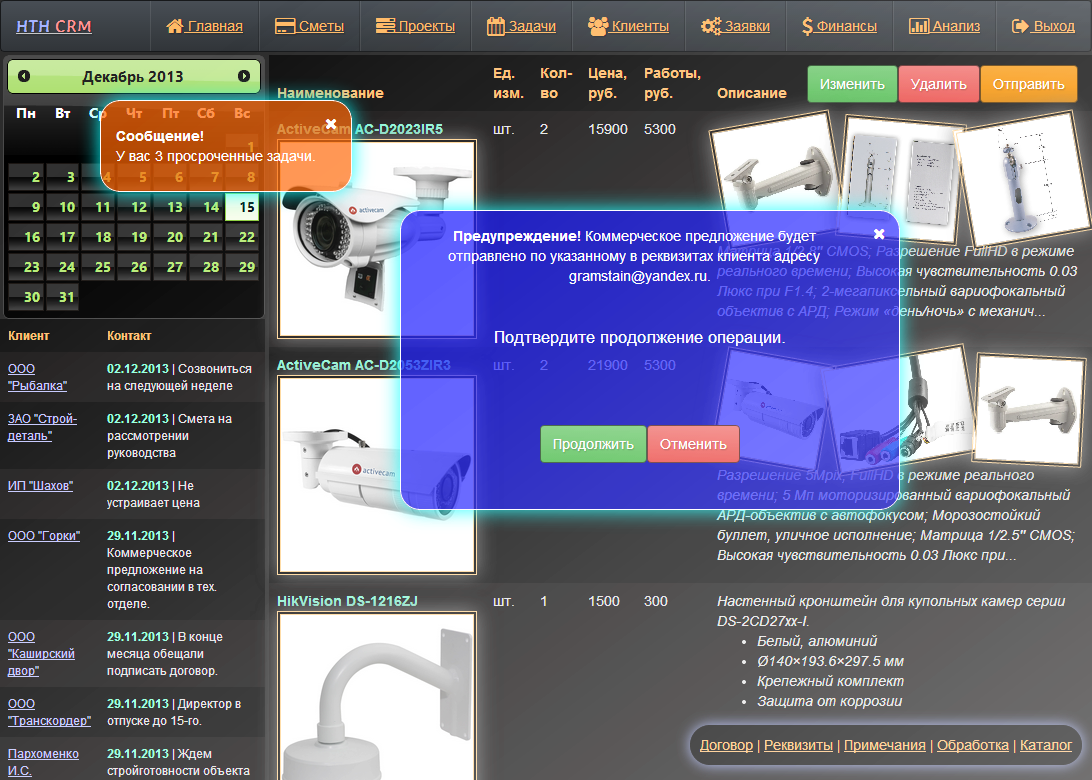 HTH CRM
Главная
Сметы
Проекты
Задачи
Клиенты
Заявки
Финансы
Анализ
Выход
Декабрь 2013
Пн Вт Ср Чт Пт Сб Вс
1
2 3 4 5 6 7 8
9 10 11 12 13 14 15
16 17 18 19 20 21 22
23 24 25 26 27 28 29
30 31
Сообщение!
У вас 3 просроченные задачи.
Клиент Контакт
ООО "Рыбалка"
02.12.2013 | Созвониться
на следующей неделе
ЗАО "Строй-
деталь"
02.12.2013 | Смета на
рассмотрении
руководства
ИП "Шахов"
02.12.2013 | Не
устраивает цена
ООО "Горки"
29.11.2013 |
Коммерческое
предложение на
согласовании в тех.
отделе.
ООО
"Каширский
двор"
29.11.2013 | В конце
месяца обещали
подписать договор.
ООО
"Транскордер"
29.11.2013 | Директор в
отпуске до 15-го.
Пархоменко
И.С.
29.11.2013 | Ждем
стройготовности объекта
Наименование
Ед.
изм.
Кол-
во
Цена,
руб.
Работы,
руб.
Описание
Изменить
Удалить
Отправить
ActiveCam AC-D2023IR5
шт. 2 15900 5300
activecam
Матрица 1/2.8" CMOS; Разрешение FullHD в режиме
реального времени; Высокая чувствительность 0.03
Люкс при F1.4; 2-мегапиксельный вариофокальный
объектив с АРД; Режим «день/ночь» с механич...
Предупреждение! Коммерческое предложение будет
отправлено по указанному в реквизитах клиента адресу
gramstain@yandex.ru.
Подтвердите продолжение операции.
Продолжить
Отменить
ActiveCam AC-D2053ZIR3
шт. 2 21900 5300
activecam
Разрешение 5Mpix, FullHD в режиме реального
времени; 5 Мп моторизированный вариофокальный
АРД-объектив с автофокусом; Морозостойкий
буллет, уличное исполнение; Матрица 1/2.5" CMOS;
Высокая чувствительность 0.03 Люкс при...
HikVision DS-1216ZJ
шт. 1 1500 300
Настенный кронштейн для купольных камер серии
DS-2CD27xx-I.
• Белый, алюминий
• Ø140×193.6×297.5 мм
• Крепежный комплект
• Защита от коррозии
Договор | Реквизиты | Примечания | Обработка | Каталог